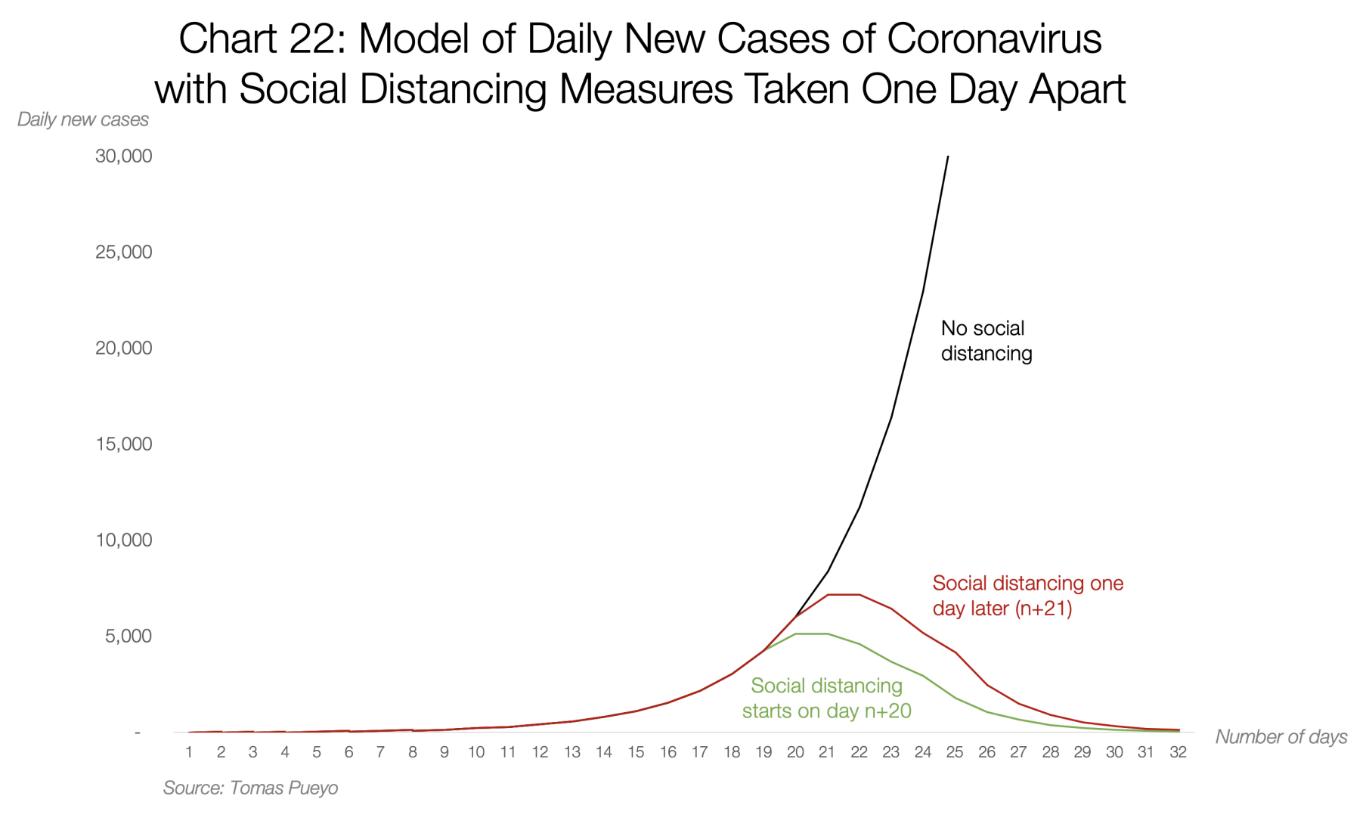 Chart 22: Model of Daily New Cases of Coronavirus
with Social Distancing Measures Taken One Day Apart
Daily new cases
30,000
25,000
20,000
15,000
10,000
5,000
-
No social
distancing
Social distancing one
day later (n+21)
Social distancing
starts on day n+20
1 2 3 4 5 6 7 8 9 10 11 12 13 14 15 16 17 18 19 20 21 22 23 24 25 26 27 28 29 30 31 32
Number of days
Source: Tomas Pueyo